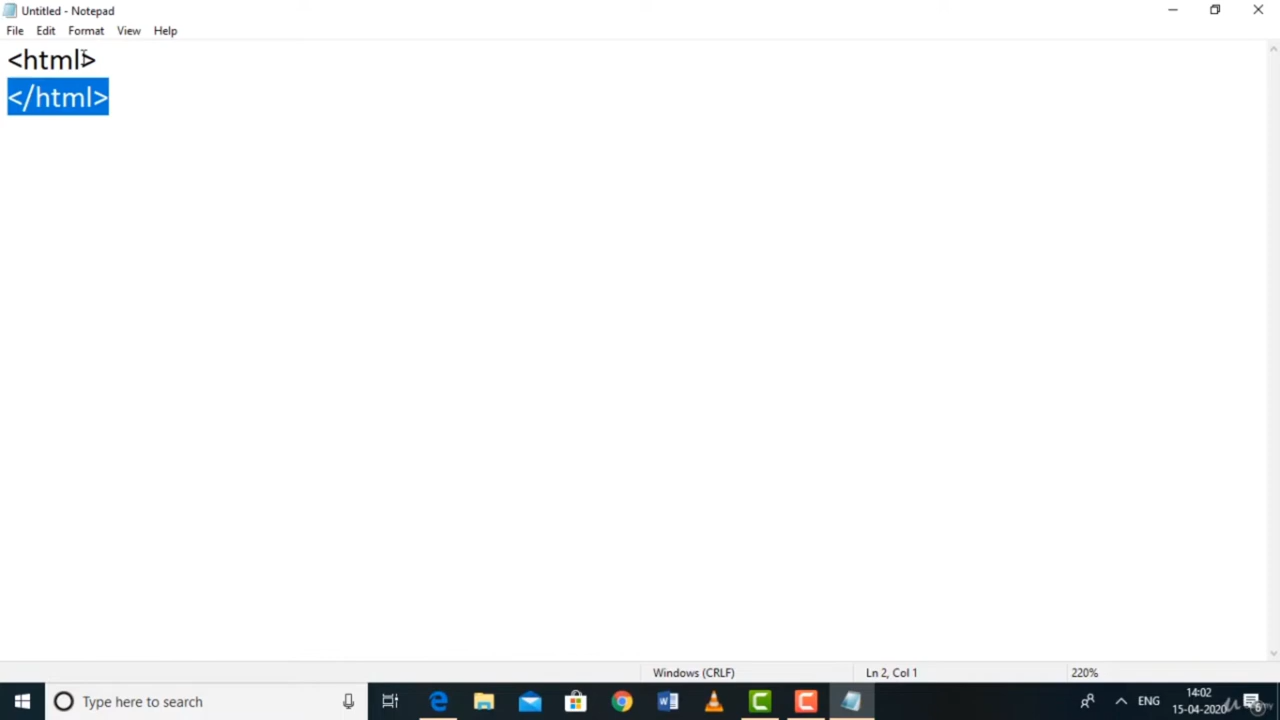 Untitled - Notepad
File Edit Format View Help
<html>
</html>
Windows (CRLF) Ln 2, Col 1 220%
Type here to search ENG 14:02
15-04-2020